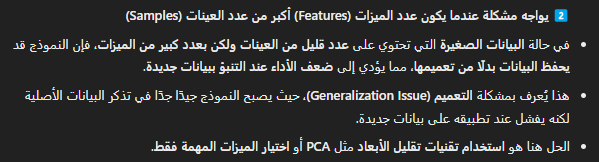 2 يواجه مشكلة عندما يكون عدد الميزات (Features) أكبر من عدد العينات (Samples)
• في حالة البيانات الصغيرة التي تحتوي على عدد قليل من العينات ولكن بعدد كبير من الميزات، فإن النموذج قد
يحفظ البيانات بدلًا من تعميمها، مما يؤدي إلى ضعف الأداء عند التنبؤ ببيانات جديدة.
• هذا يُعرف بمشكلة التعميم (Generalization Issue)، حيث يصبح النموذج جيدًا جدًا في تذكر البيانات الأصلية
لكنه يفشل عند تطبيقه على بيانات جديدة.
• الحل هنا هو استخدام تقنيات تقليل الأبعاد مثل PCA أو اختيار الميزات المهمة فقط.